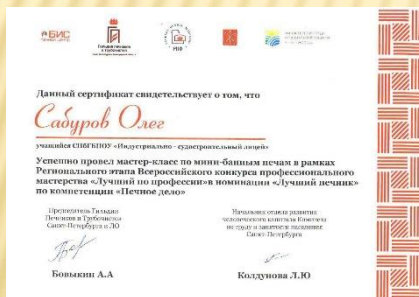 БИС
Данный сертификат свидетельствует о том, что
Сабуров Олег
учащийся СПбГБПОУ «Индустриально - судостроительный лицей»
Успешно провел мастер-класс по мини-банным печам в рамках
Регионального этапа Всероссийского конкурса профессионального
мастерства «Лучший по профессии» в номинации «Лучший печник»
по компетенции «Печное дело»
Председатель Гильдии
Печников и Трубочистов
Санкт-Петербурга и ЛО
Бовыкин А.А
Начальник отдела развития
человеческого капитала Комитета
по труду и занятости населения
Санкт-Петербурга
Колдунова Л.Ю